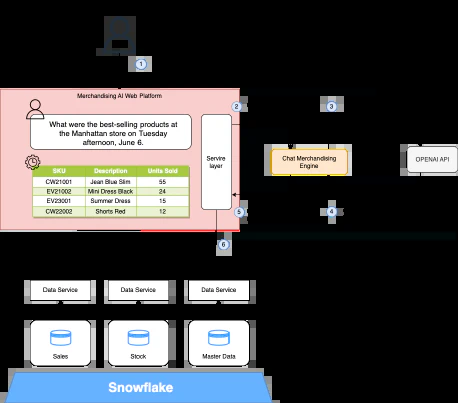 1
Merchandising AI Web Platform
2
3
What were the best-selling products at
the Manhattan store on Tuesday
afternoon, June 6.
Servire
layer
Chat Merchandising
Engine
OPENAI API
SKU Description Units Sold
CW21001 Jean Blue Slim 55
EV21002 Mini Dress Black 24
EV23001 Summer Dress 15
CW22002 Shorts Red 12
5
4
6
Data Service Data Service Data Service
Sales Stock Master Data
Snowflake